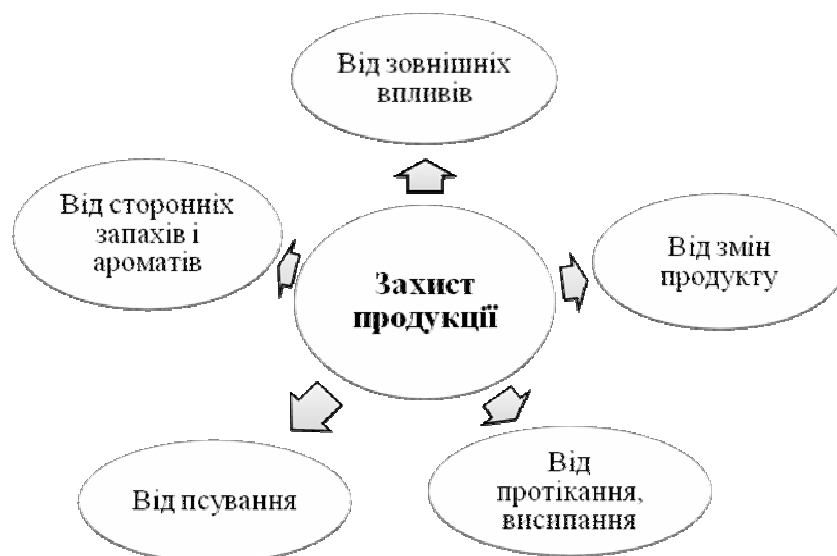 Від зовнішніх
впливів
Від сторонніх
запахів і
ароматів
Від змін
продукту
Захист
продукції
Від псування
Від
протікання,
висипання